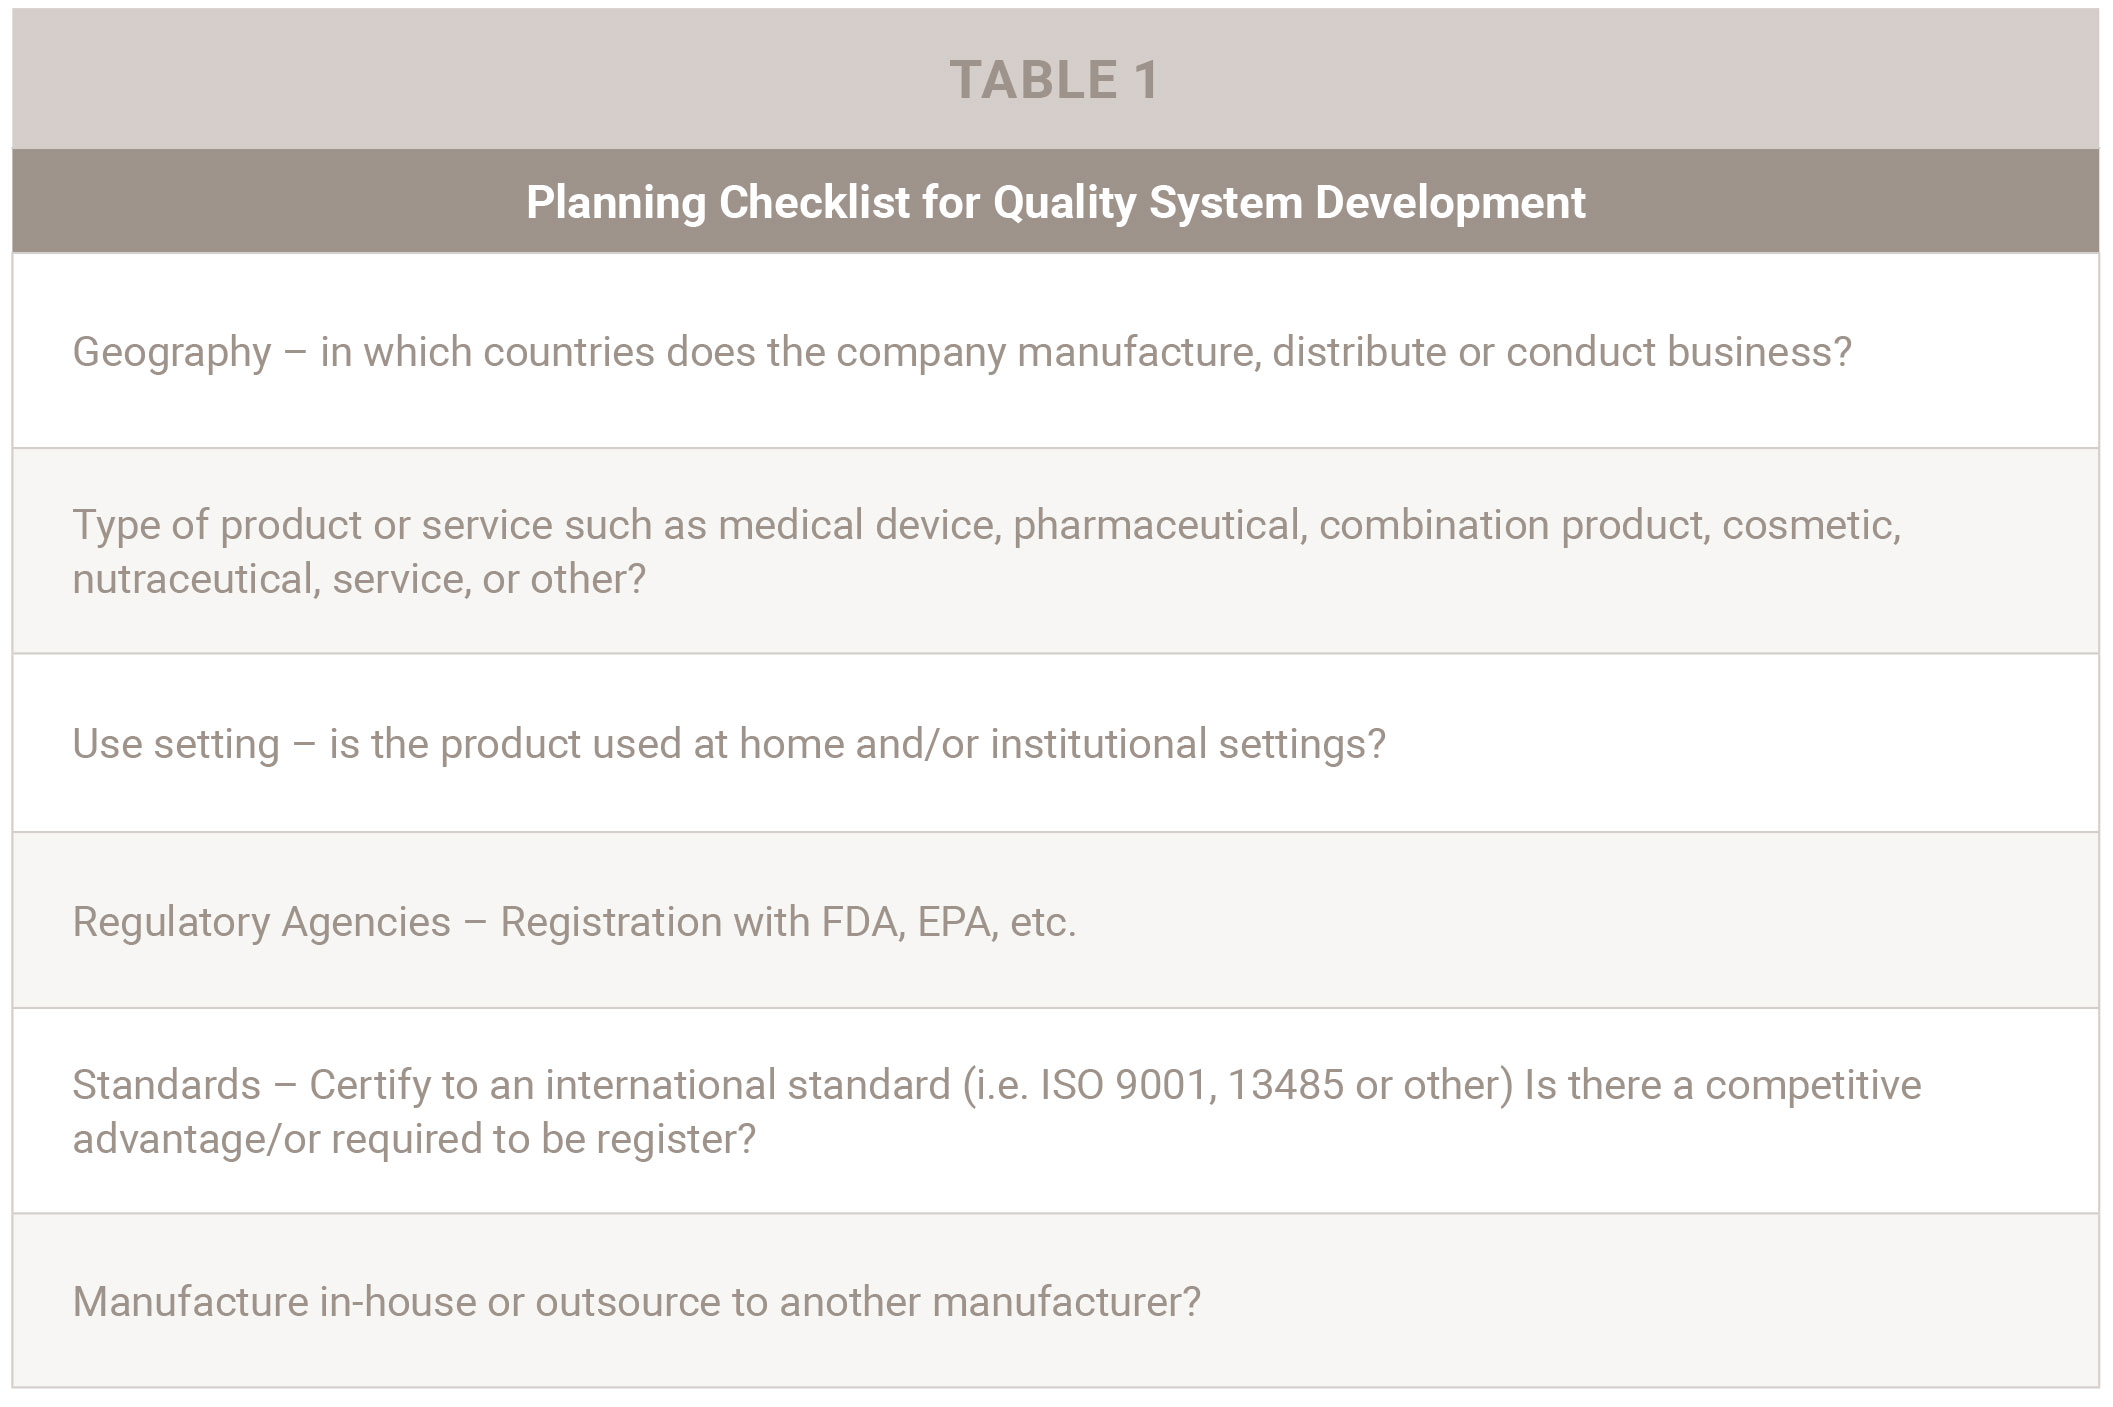 TABLE 1
Planning Checklist for Quality System Development
Geography – in which countries does the company manufacture, distribute or conduct business?
Type of product or service such as medical device, pharmaceutical, combination product, cosmetic,
nutraceutical, service, or other?
Use setting – is the product used at home and/or institutional settings?
Regulatory Agencies – Registration with FDA, EPA, etc.
Standards – Certify to an international standard (i.e. ISO 9001, 13485 or other) Is there a competitive
advantage/or required to be register?
Manufacture in-house or outsource to another manufacturer?